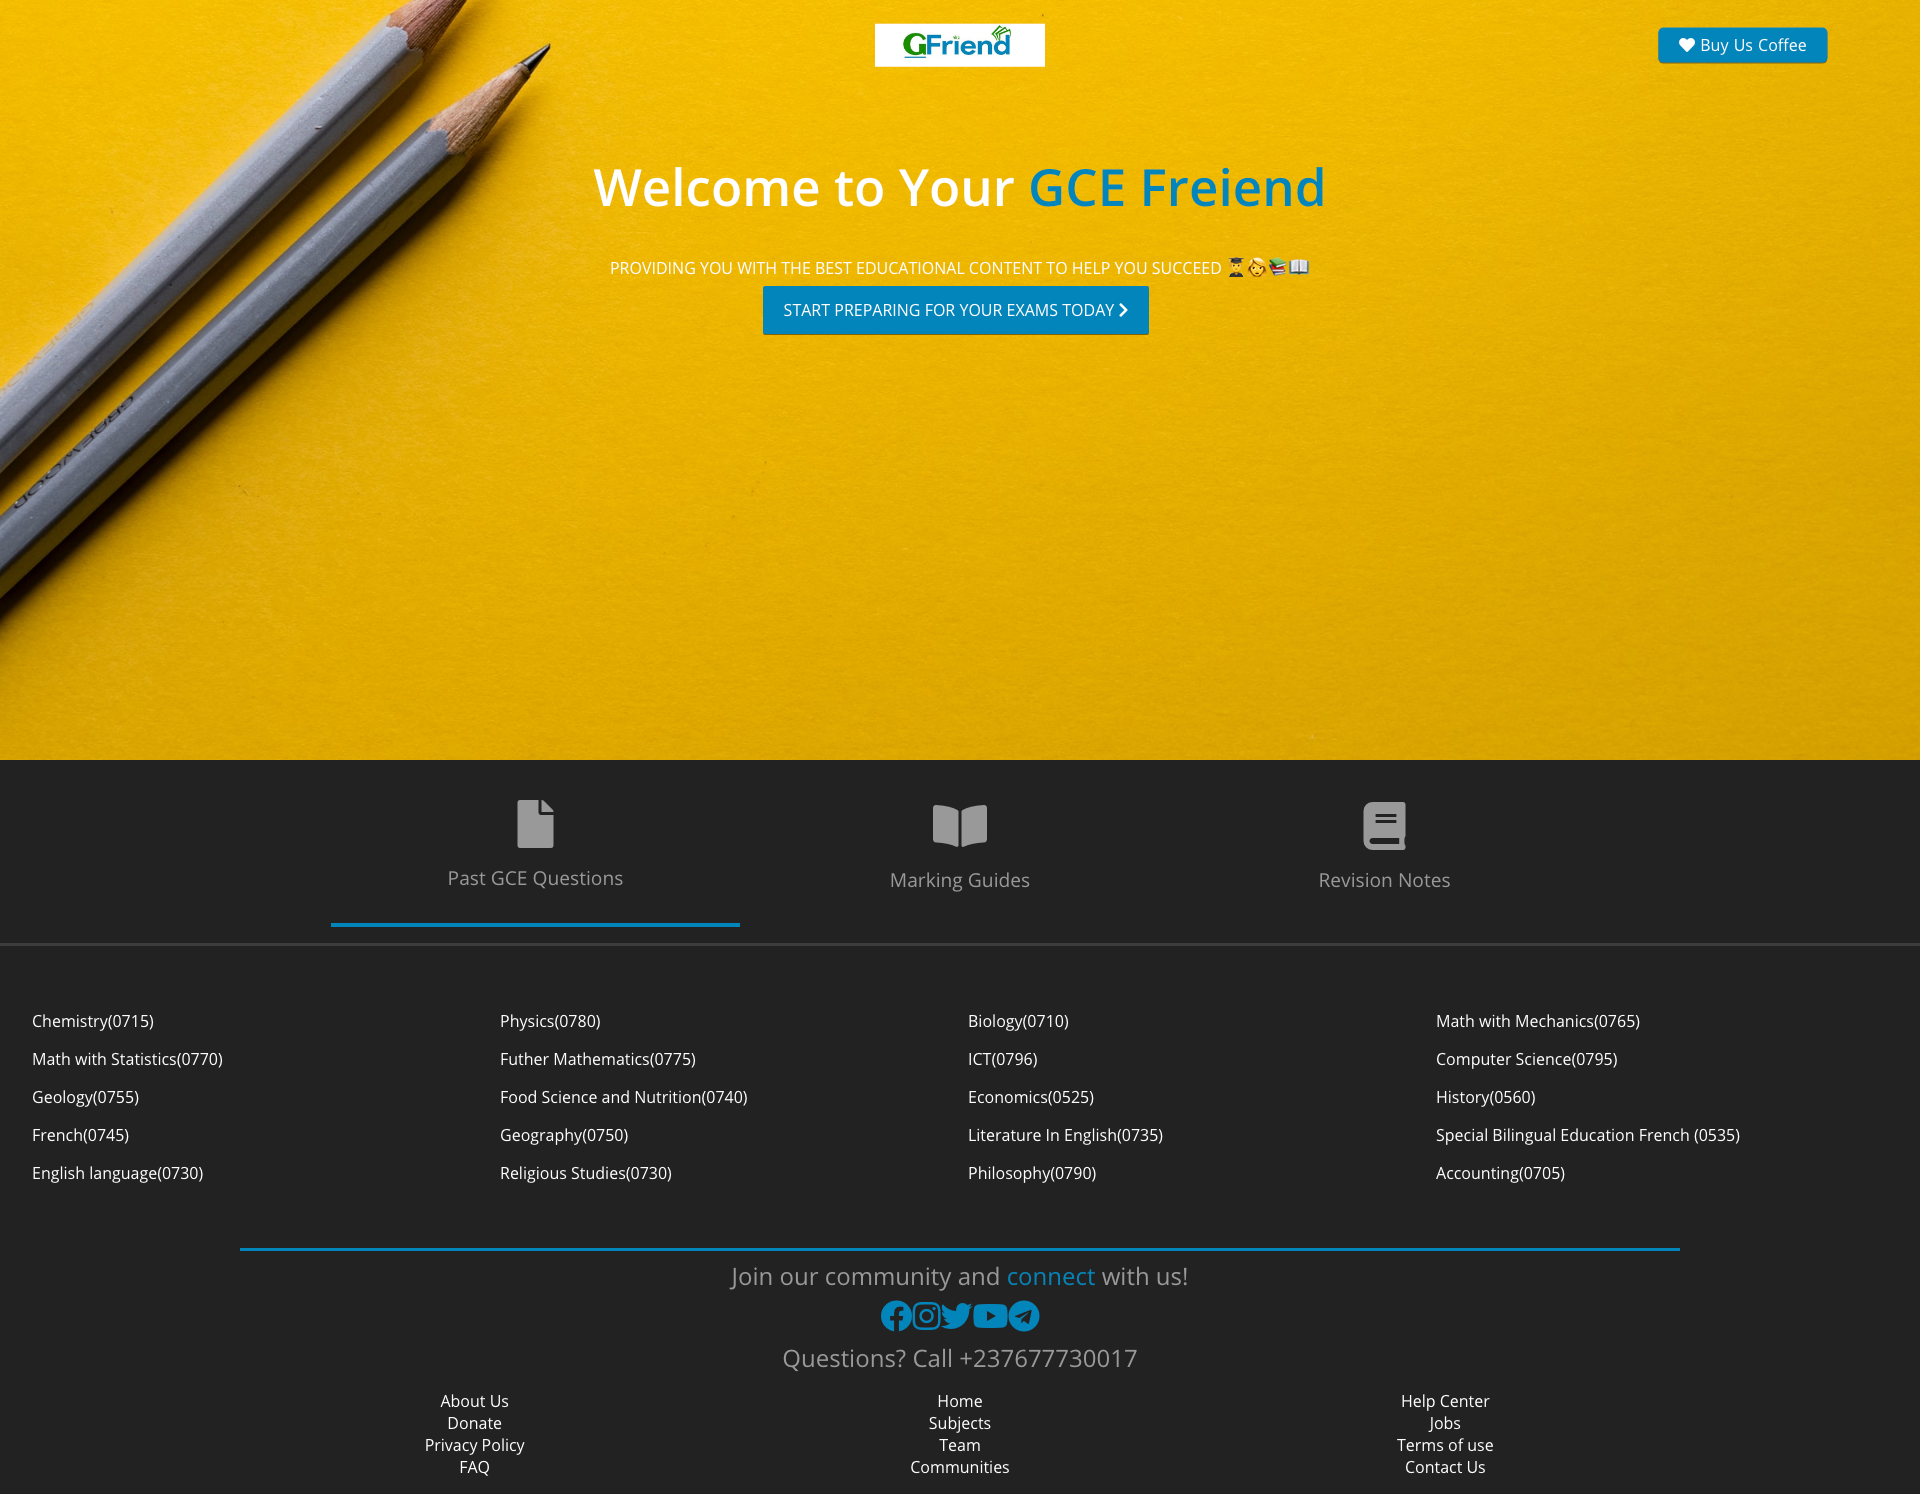 GFriend
Buy Us Coffee
Welcome to Your GCE Freiend
PROVIDING YOU WITH THE BEST EDUCATIONAL CONTENT TO HELP YOU SUCCEED 👨‍🎓👩📚📖
START PREPARING FOR YOUR EXAMS TODAY
Past GCE Questions
Marking Guides
Revision Notes
Chemistry(0715)
Physics(0780)
Biology(0710)
Math with Mechanics(0765)
Math with Statistics(0770)
Futher Mathematics(0775)
ICT(0796)
Computer Science(0795)
Geology(0755)
Food Science and Nutrition(0740)
Economics(0525)
History(0560)
French(0745)
Geography(0750)
Literature In English(0735)
Special Bilingual Education French (0535)
English language(0730)
Religious Studies(0730)
Philosophy(0790)
Accounting(0705)
Join our community and connect with us!
Questions? Call +237677730017
About Us
Home
Help Center
Donate
Subjects
Jobs
Privacy Policy
Team
Terms of use
FAQ
Communities
Contact Us